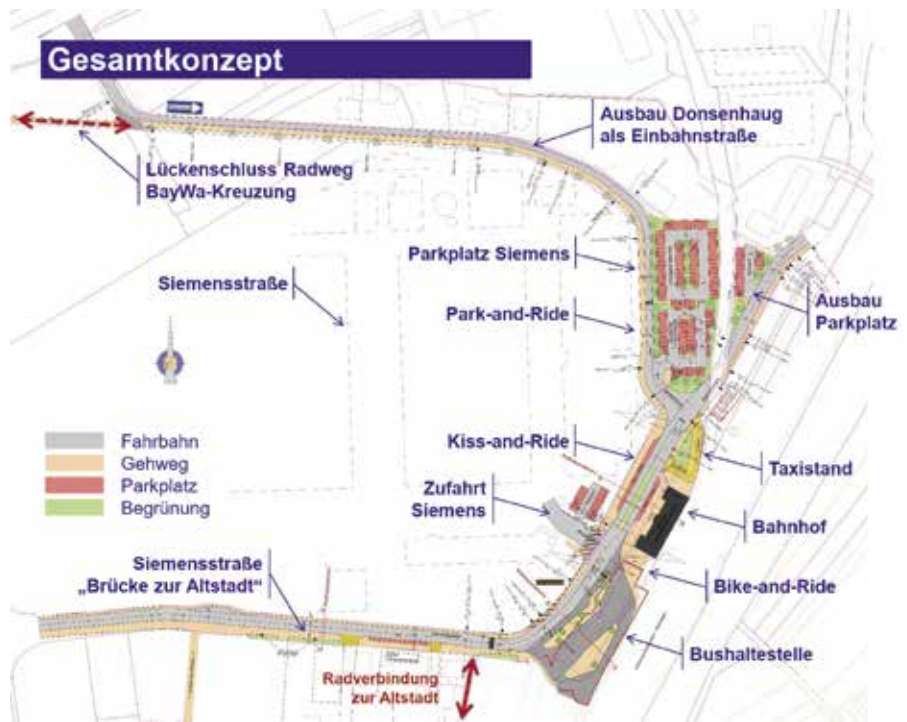 Gesamtkonzept
Ausbau Donsenhaug
als Einbahnstraße
Lückenschluss Radweg
BayWa-Kreuzung
Parkplatz Siemens
Siemensstraße
Park-and-Ride
Ausbau
Parkplatz
Fahrbahn
Gehweg
Parkplatz
Begrünung
Kiss-and-Ride
Taxistand
Zufahrt
Siemens
Bahnhof
Siemensstraße
„Brücke zur Altstadt“
Bike-and-Ride
Bushaltestelle
Radverbindung
zur Altstadt